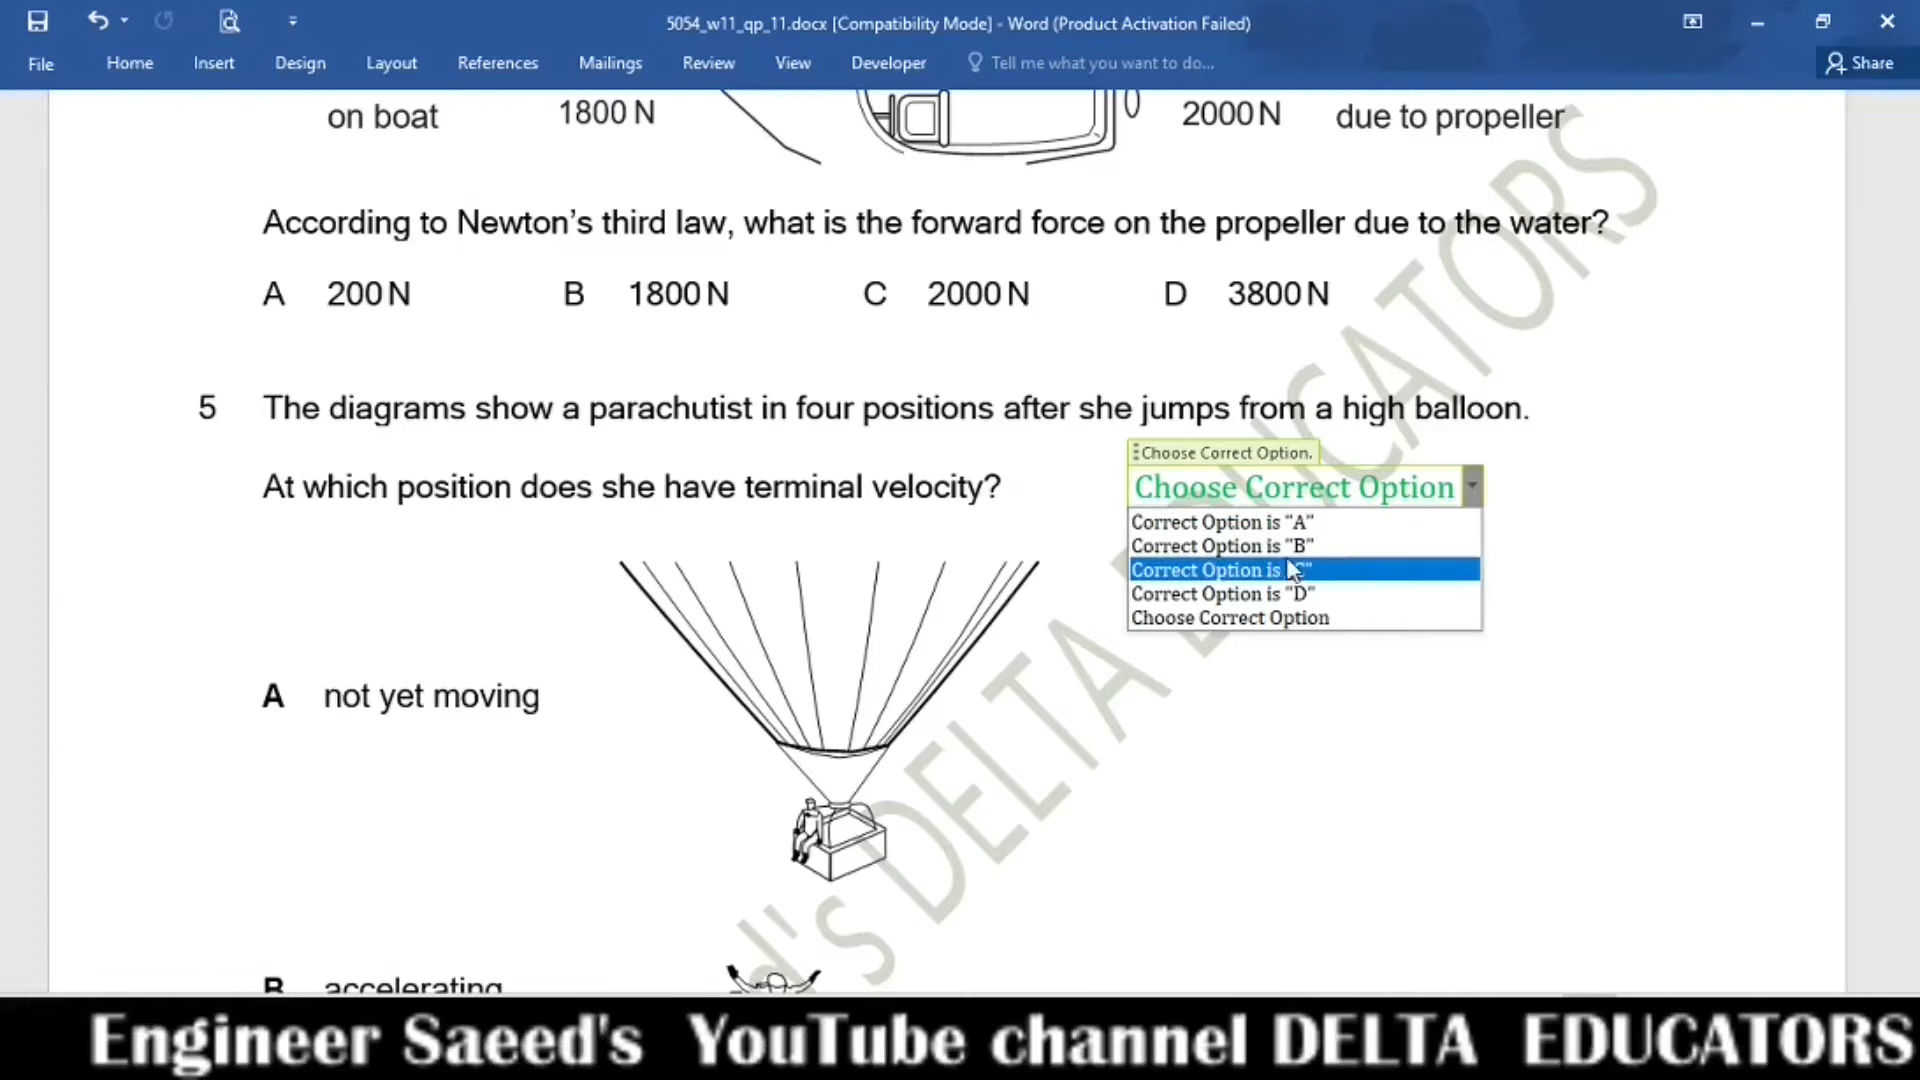 5054_w11_qp_11.docx [Compatibility Mode] - Word (Product Activation Failed)
File Home Insert Design Layout References Mailings Review View Developer Tell me what you want to do... Share
on boat 1800 N 2000 N due to propeller
According to Newton's third law, what is the forward force on the propeller due to the water?
A 200 N B 1800 N C 2000 N D 3800 N
5 The diagrams show a parachutist in four positions after she jumps from a high balloon.
Choose Correct Option.
At which position does she have terminal velocity? Choose Correct Option
Correct Option is "A"
Correct Option is "B"
Correct Option is
Correct Option is "D"
Choose Correct Option
A not yet moving
B accelerating
d's DELTA EDUCATORS
Engineer Saeed's YouTube channel DELTA EDUCATORS